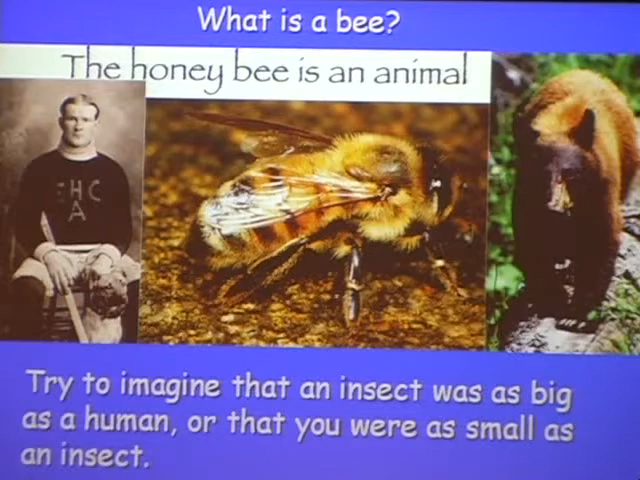 What is a bee?
The honey bee is an animal
HC
A
Try to imagine that an insect was as big
as a human, or that you were as small as
an insect.